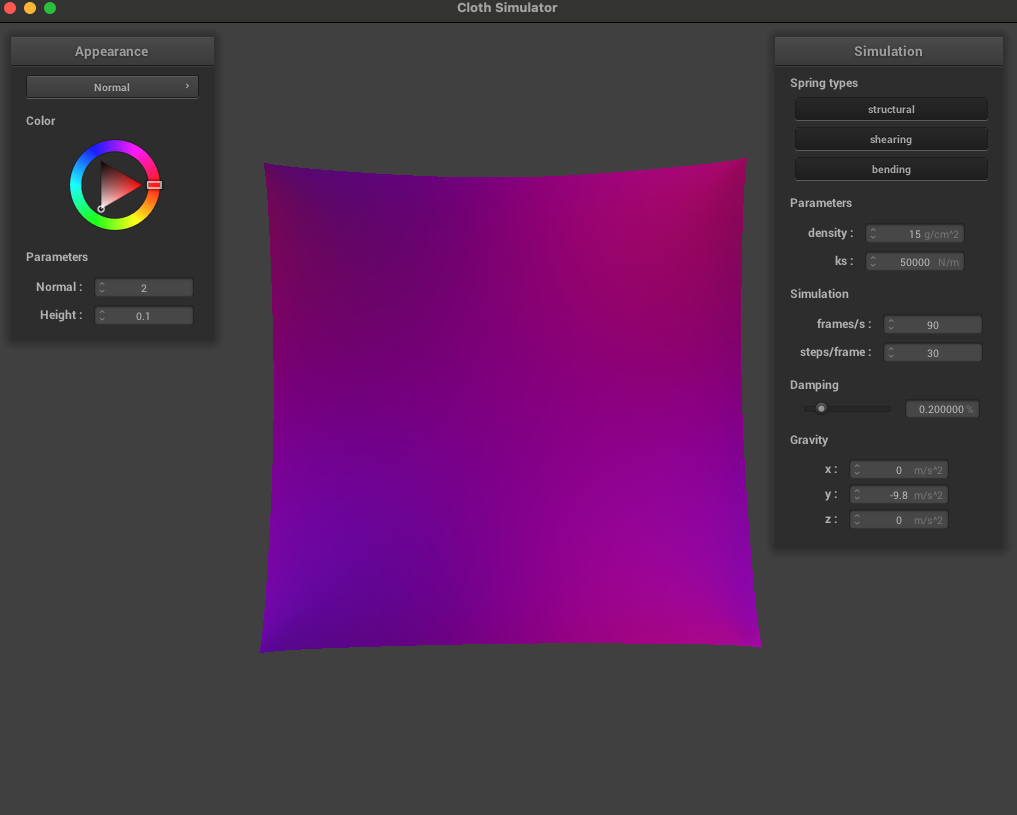 Cloth Simulator
Appearance
Normal
Color
Parameters
Normal : 2
Height : 0.1
Simulation
Spring types
structural
shearing
bending
Parameters
density : 15 g/cm^2
ks : 50000 N/m
Simulation
frames/s : 90
steps/frame : 30
Damping
0.200000 %
Gravity
x : 0 m/s^2
y : -9.8 m/s^2
z : 0 m/s^2